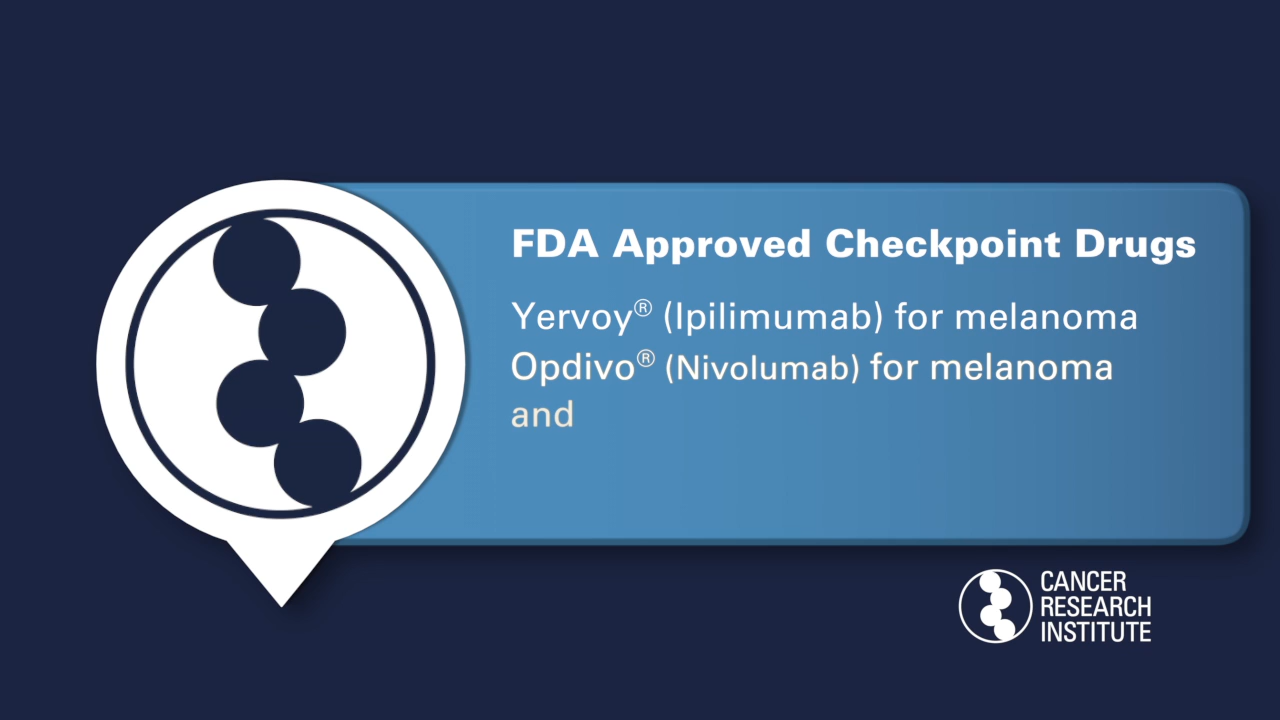 FDA Approved Checkpoint Drugs
Yervoy® (Ipilimumab) for melanoma
Opdivo® (Nivolumab) for melanoma
and
CANCER
RESEARCH
INSTITUTE